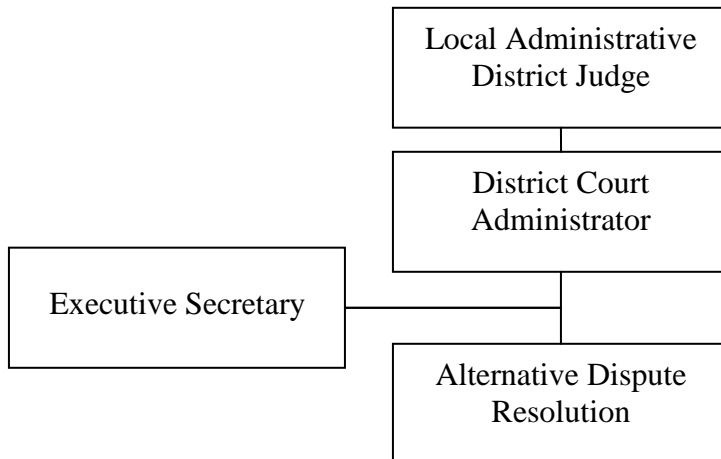 Local Administrative
District Judge
District Court
Administrator
Executive Secretary
Alternative Dispute
Resolution